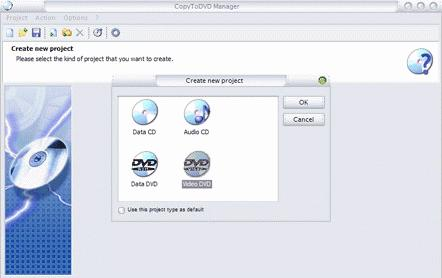 CopyToDVD Manager
Project Action Options ?
Create new project
Please select the kind of project that you want to create.
Create new project
Data CD
Audio CD
OK
Cancel
DVD
DVD
Data DVD
Video DVD
Use this project type as default